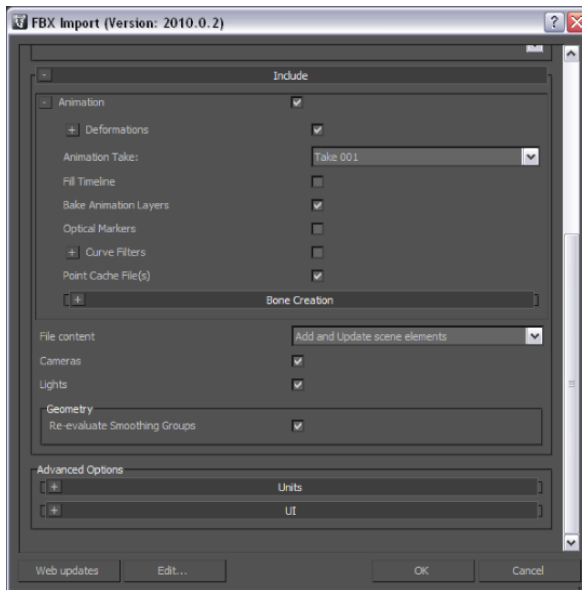 FBX Import (Version: 2010.0.2)
Include
Animation
Deformations
Animation Take: Take 001
Fill Timeline
Bake Animation Layers
Optical Markers
Curve Filters
Point Cache File(s)
Bone Creation
File content Add and Update scene elements
Cameras
Lights
Geometry
Re-evaluate Smoothing Groups
Advanced Options
Units
UI
Web updates Edit... OK Cancel